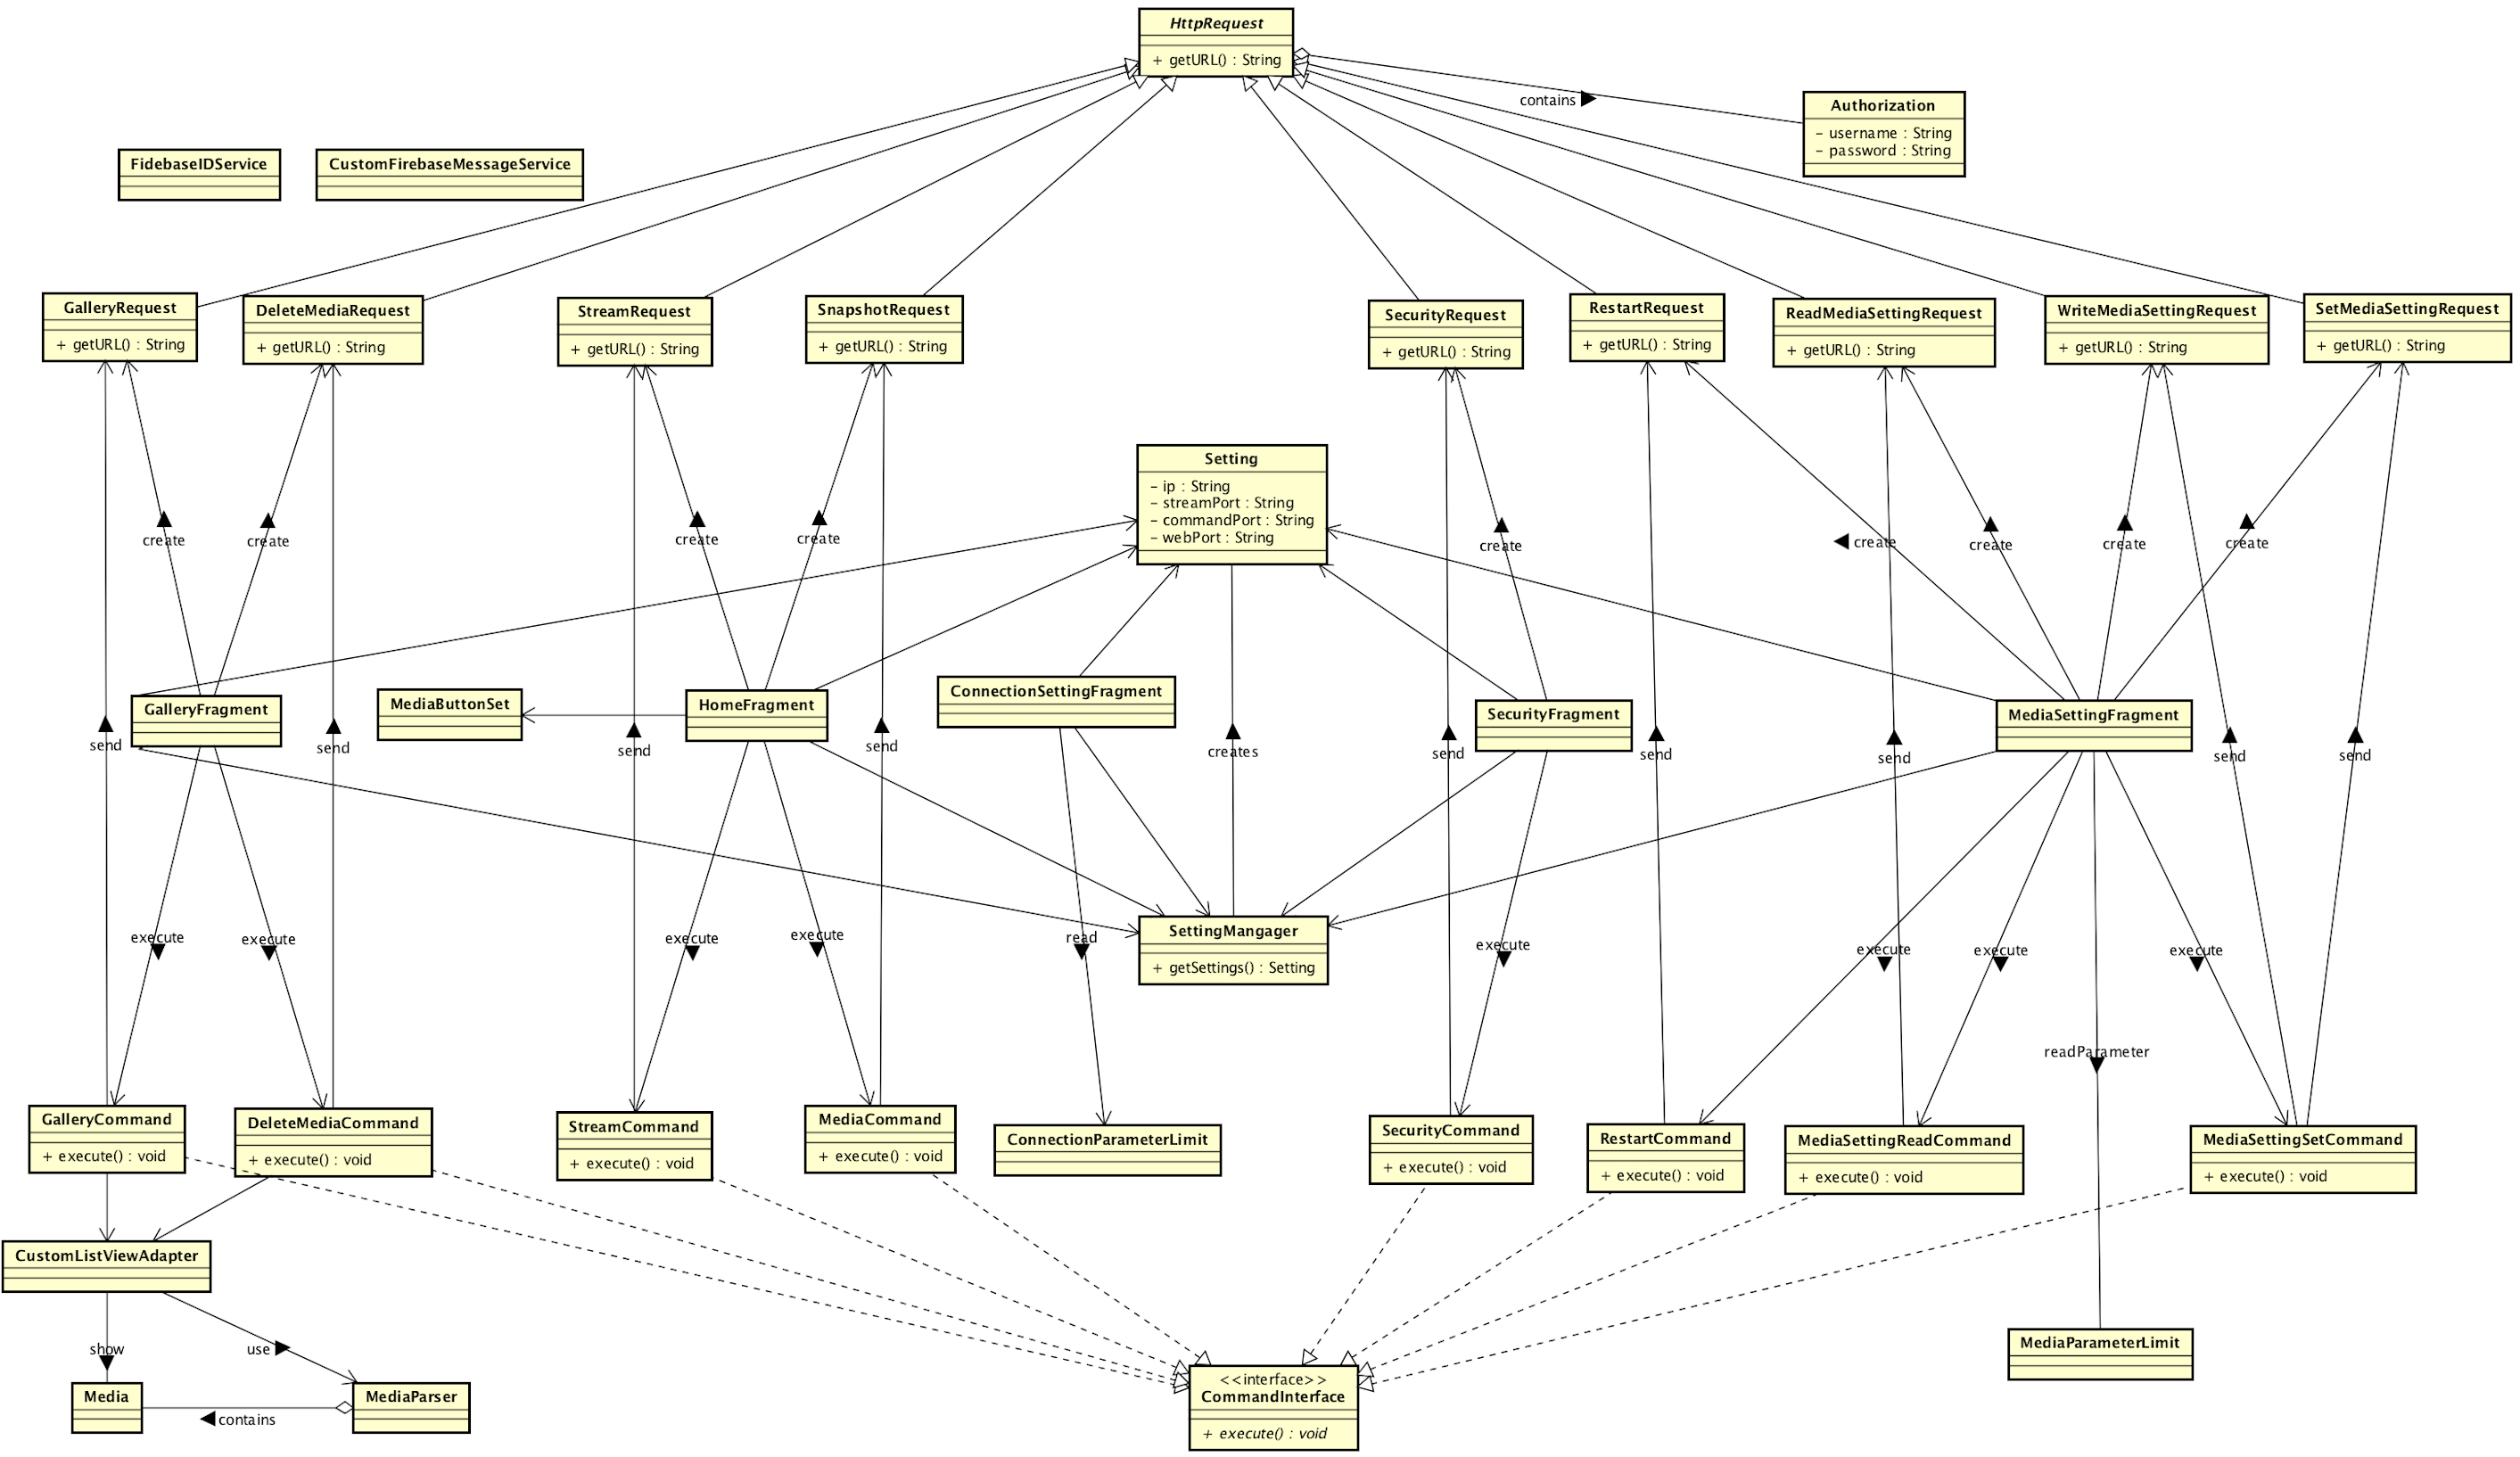 HttpRequest
+ getURL() : String
contains
Authorization
- username : String
- password : String
FidebaseIDService
CustomFirebaseMessageService
GalleryRequest
+ getURL() : String
DeleteMediaRequest
+ getURL() : String
StreamRequest
+ getURL() : String
SnapshotRequest
+ getURL() : String
SecurityRequest
+ getURL() : String
RestartRequest
+ getURL() : String
ReadMediaSettingRequest
+ getURL() : String
WriteMediaSettingRequest
+ getURL() : String
SetMediaSettingRequest
+ getURL() : String
Setting
- ip : String
- streamPort : String
- commandPort : String
- webPort : String
create
create
create
create
create
create
create
create
create
GalleryFragment
MediaButtonSet
HomeFragment
ConnectionSettingFragment
SecurityFragment
MediaSettingFragment
send
send
send
send
creates
send
send
send
send
send
execute
execute
execute
execute
read
SettingMangager
+ getSettings() : Setting
execute
execute
execute
execute
readParameter
GalleryCommand
+ execute() : void
DeleteMediaCommand
+ execute() : void
StreamCommand
+ execute() : void
MediaCommand
+ execute() : void
ConnectionParameterLimit
SecurityCommand
+ execute() : void
RestartCommand
+ execute() : void
MediaSettingReadCommand
+ execute() : void
MediaSettingSetCommand
+ execute() : void
CustomListViewAdapter
show
use
MediaParameterLimit
Media
contains
MediaParser
<<interface>>
CommandInterface
+ execute() : void